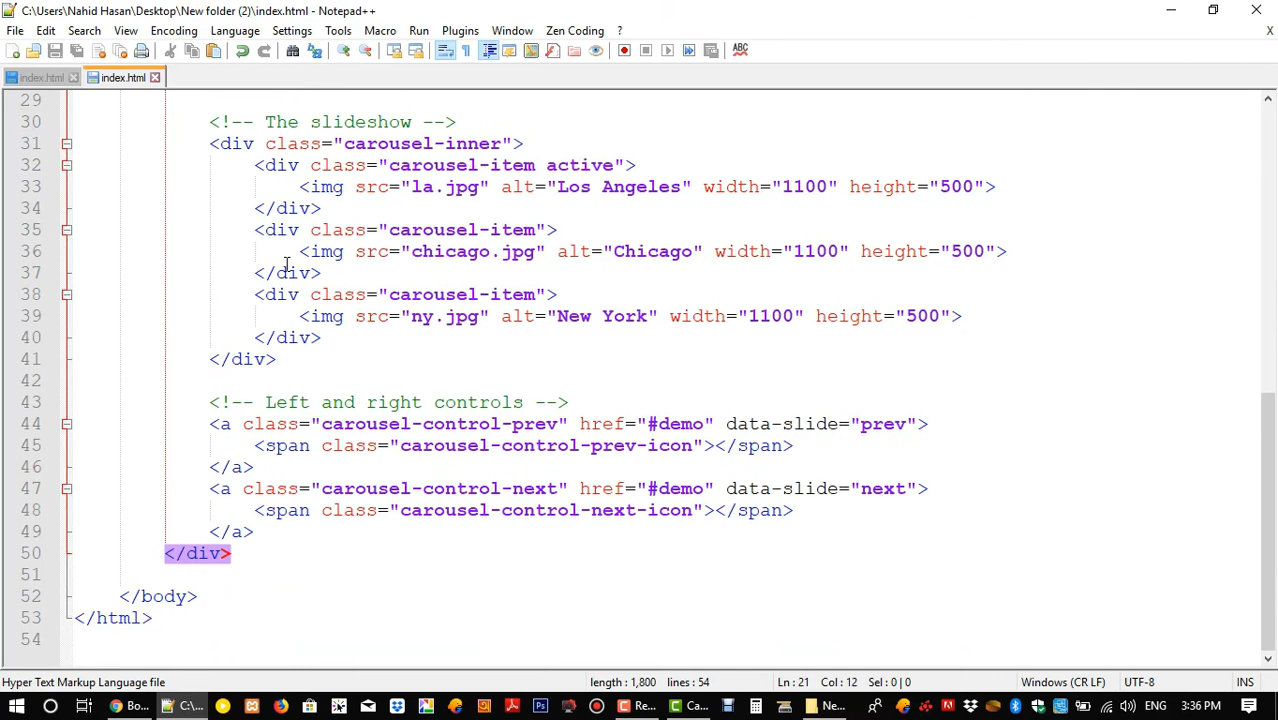 C:\Users\Nahid Hasan\Desktop\New folder (2)\index.html - Notepad++
File Edit Search View Encoding Language Settings Tools Macro Run Plugins Window Zen Coding ? X
index.html index.html
29
30 <!-- The slideshow -->
31 <div class="carousel-inner">
32 <div class="carousel-item active">
33 <img src="la.jpg" alt="Los Angeles" width="1100" height="500">
34 </div>
35 <div class="carousel-item">
36 <img src="chicago.jpg" alt="Chicago" width="1100" height="500">
37 </div>
38 <div class="carousel-item">
39 <img src="ny.jpg" alt="New York" width="1100" height="500">
40 </div>
41 </div>
42
43 <!-- Left and right controls -->
44 <a class="carousel-control-prev" href="#demo" data-slide="prev">
45 <span class="carousel-control-prev-icon"></span>
46 </a>
47 <a class="carousel-control-next" href="#demo" data-slide="next">
48 <span class="carousel-control-next-icon"></span>
49 </a>
50 </div>
51
52 </body>
53 </html>
54
Hyper Text Markup Language file length : 1,800 lines : 54 Ln : 21 Col : 12 Sel : 0 | 0 Windows (CR LF) UTF-8 INS
Bo... C:\... Re... Ca... Ne... ENG 3:36 PM